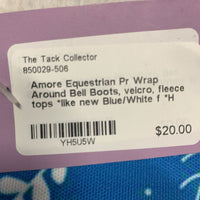 The Tack Collector
850029-506
Amore Equestrian Pr Wrap
Around Bell Boots, velcro, fleece
tops *like new Blue/White f *H
$20.00
YH5U5W